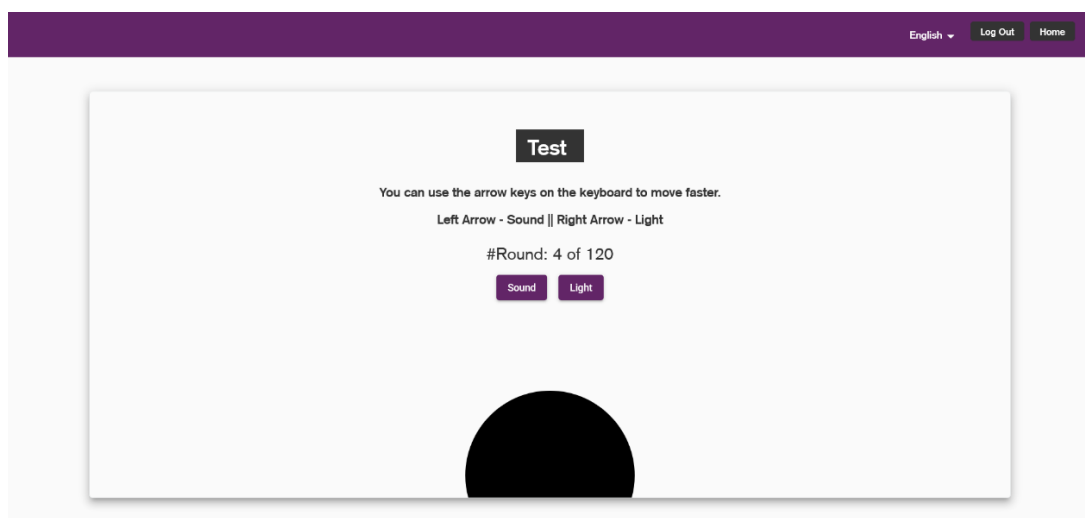 English
Log Out
Home
Test
You can use the arrow keys on the keyboard to move faster.
Left Arrow - Sound || Right Arrow - Light
#Round: 4 of 120
Sound
Light